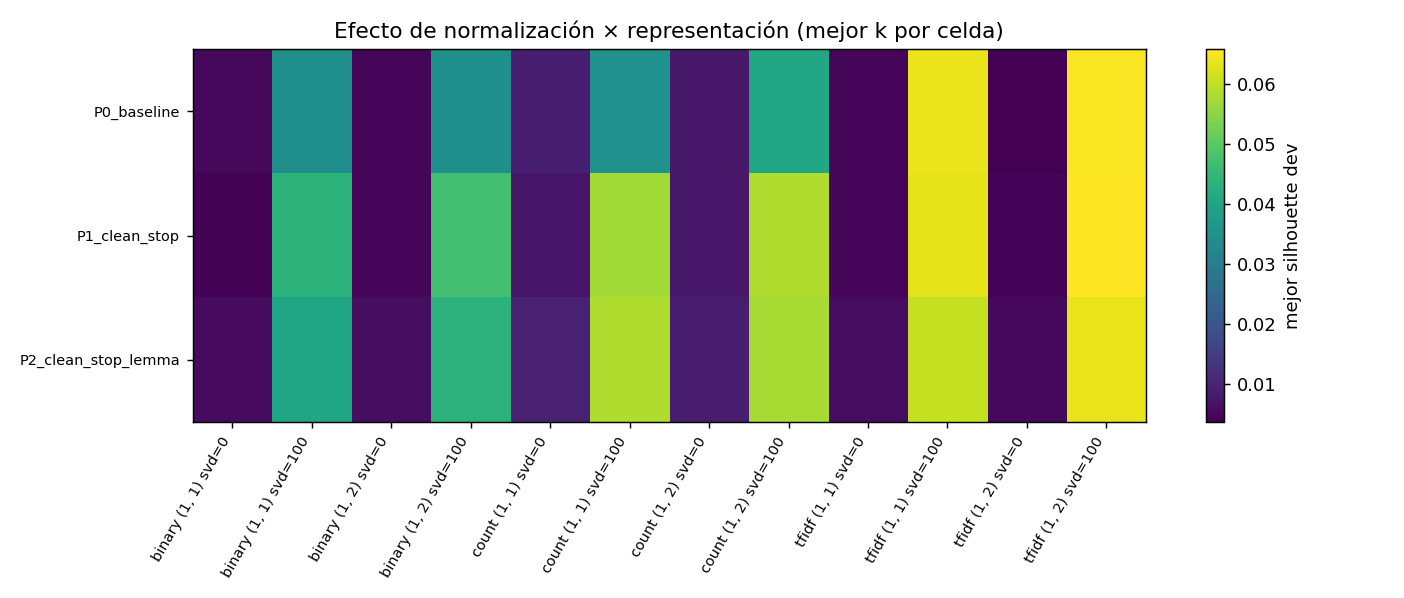 Efecto de normalización × representación (mejor k por celda)
P0_baseline
P1_clean_stop
P2_clean_stop_lemma
binary (1, 1) svd=0
binary (1, 1) svd=100
binary (1, 2) svd=0
binary (1, 2) svd=100
count (1, 1) svd=0
count (1, 1) svd=100
count (1, 2) svd=0
count (1, 2) svd=100
tfidf (1, 1) svd=0
tfidf (1, 1) svd=100
tfidf (1, 2) svd=0
tfidf (1, 2) svd=100
0.06
0.05
0.04
0.03
0.02
0.01
mejor silhouette dev